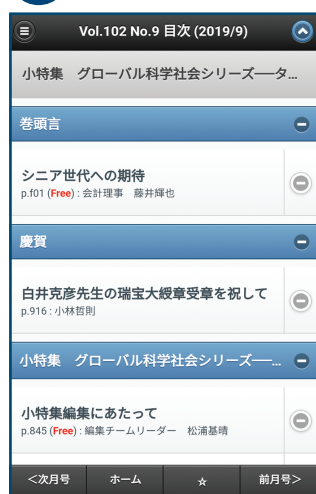 Vol.102 No.9 目次 (2019/9)
小特集　グローバル科学社会シリーズ──タ...
巻頭言
シニア世代への期待
p.f01 (Free) : 会計理事　藤井輝也
慶賀
白井克彦先生の瑞宝大綬章受章を祝して
p.916 : 小林哲則
小特集　グローバル科学社会シリーズ──...
小特集編集にあたって
p.845 (Free) : 編集チームリーダー　松浦基晴
＜次月号
ホーム
☆
前月号＞